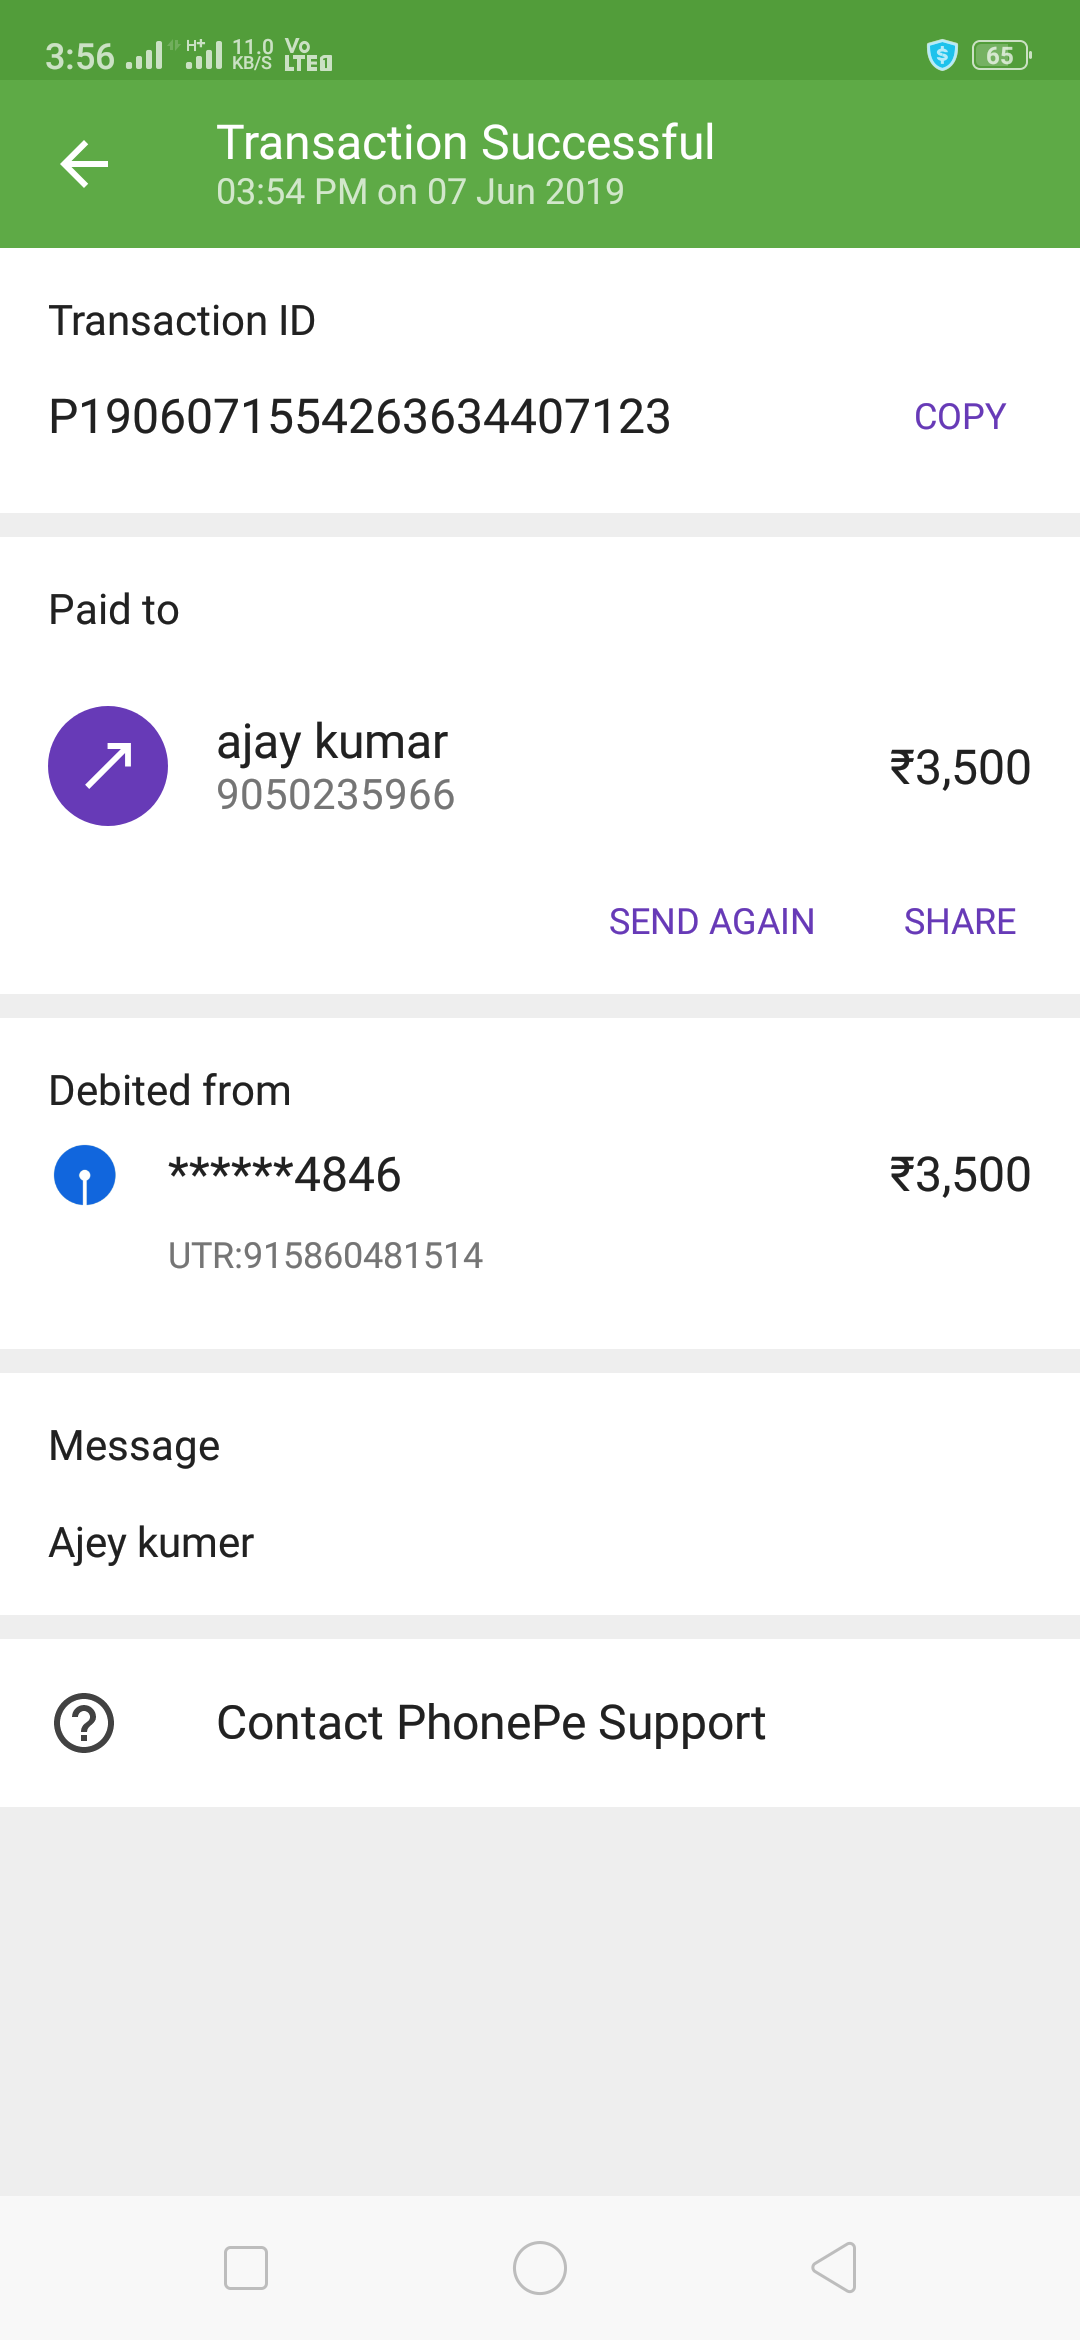 3:56 H+ 11.0 KB/S Vo LTE1 65
Transaction Successful
03:54 PM on 07 Jun 2019
Transaction ID
P1906071554263634407123 COPY
Paid to
ajay kumar
9050235966
₹3,500
SEND AGAIN SHARE
Debited from
******4846 ₹3,500
UTR:915860481514
Message
Ajey kumer
Contact PhonePe Support